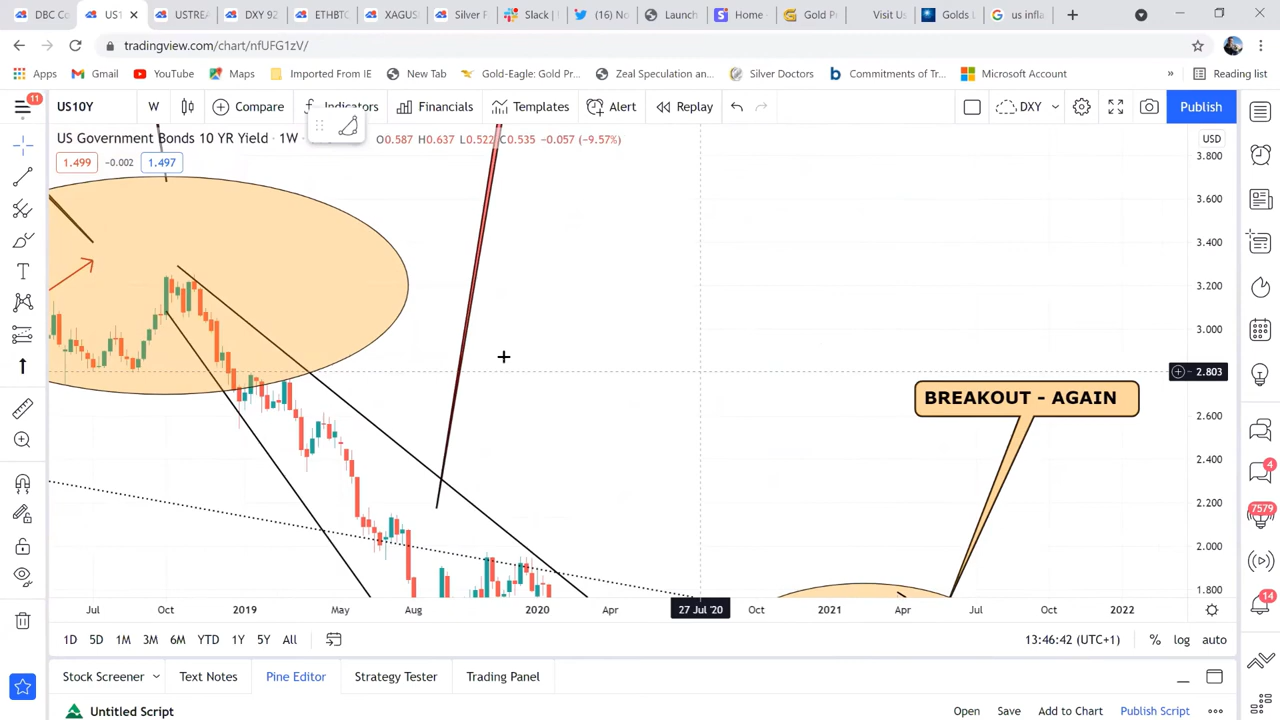 DBC Co
US1
USTREA
DXY 92
ETHBTC
XAGUS
Silver F
Slack |
(16) No
Launch
Home
Gold P
Visit Us
Golds L
us infla
tradingview.com/chart/nfUFG1zV/
Apps
Gmail
YouTube
Maps
Imported From IE
New Tab
Gold-Eagle: Gold Pr...
Zeal Speculation an...
Silver Doctors
Commitments of Tr...
Microsoft Account
»
Reading list
11
US10Y
W
Compare
Indicators
Financials
Templates
Alert
Replay
DXY
Publish
US Government Bonds 10 YR Yield · 1W
O0.587 H0.637 L0.522 C0.535 -0.057 (-9.57%)
USD
1.499
-0.002
1.497
3.800
3.600
3.400
3.200
3.000
2.803
2.600
2.400
2.200
2.000
1.800
BREAKOUT - AGAIN
4
7579
14
Jul
Oct
2019
May
Aug
2020
Apr
27 Jul '20
Oct
2021
Apr
Jul
Oct
2022
1D
5D
1M
3M
6M
YTD
1Y
5Y
All
13:46:42 (UTC+1)
%
log
auto
Stock Screener
Text Notes
Pine Editor
Strategy Tester
Trading Panel
Untitled Script
Open
Save
Add to Chart
Publish Script